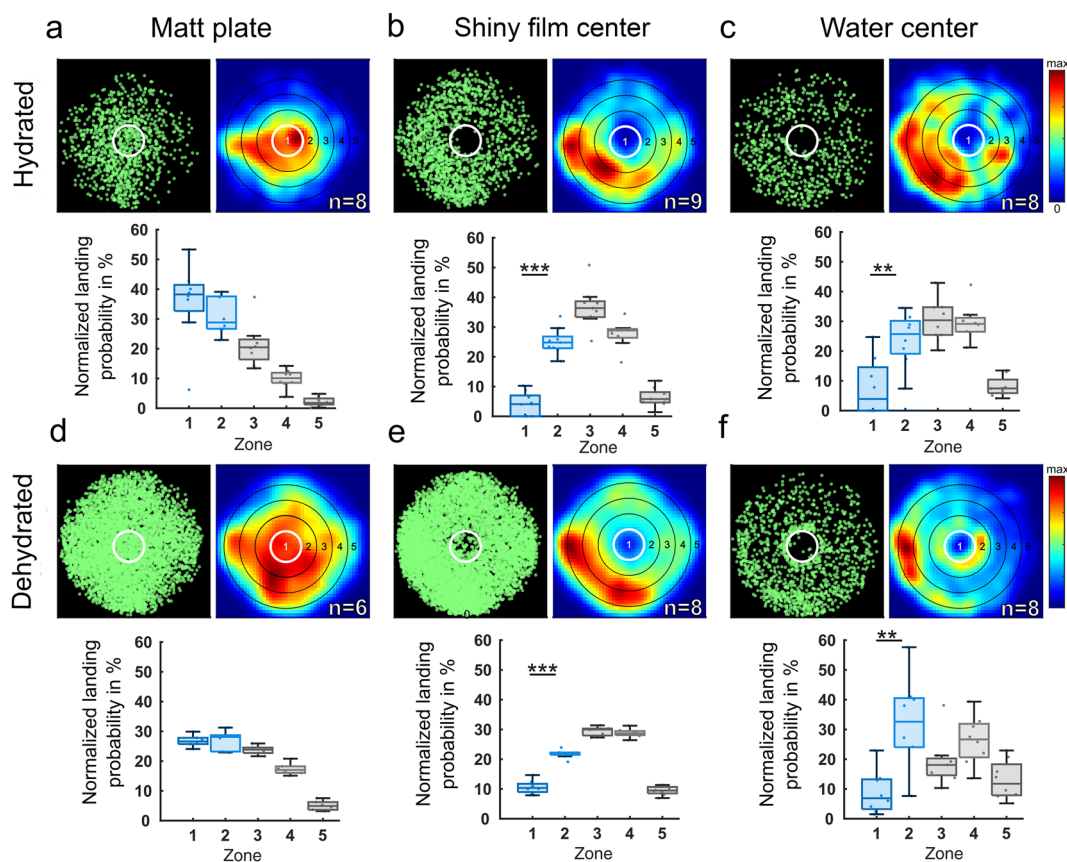 a Matt plate b Shiny film center c Water center
Hydrated
1 2 3 4 5 n=8
1 2 3 4 5 n=9
1 2 3 4 5 n=8
max
0
Normalized landing
probability in %
60
50
40
30
20
10
0
1 2 3 4 5
Zone
Normalized landing
probability in %
60
50
40
30
20
10
0
***
1 2 3 4 5
Zone
Normalized landing
probability in %
60
50
40
30
20
10
0
**
1 2 3 4 5
Zone
d e f
Dehydrated
1 2 3 4 5 n=6
0
1 2 3 4 5 n=8
1 2 3 4 5 n=8
max
Normalized landing
probability in %
60
50
40
30
20
10
0
1 2 3 4 5
Zone
Normalized landing
probability in %
60
50
40
30
20
10
0
***
1 2 3 4 5
Zone
Normalized landing
probability in %
60
50
40
30
20
10
0
**
1 2 3 4 5
Zone